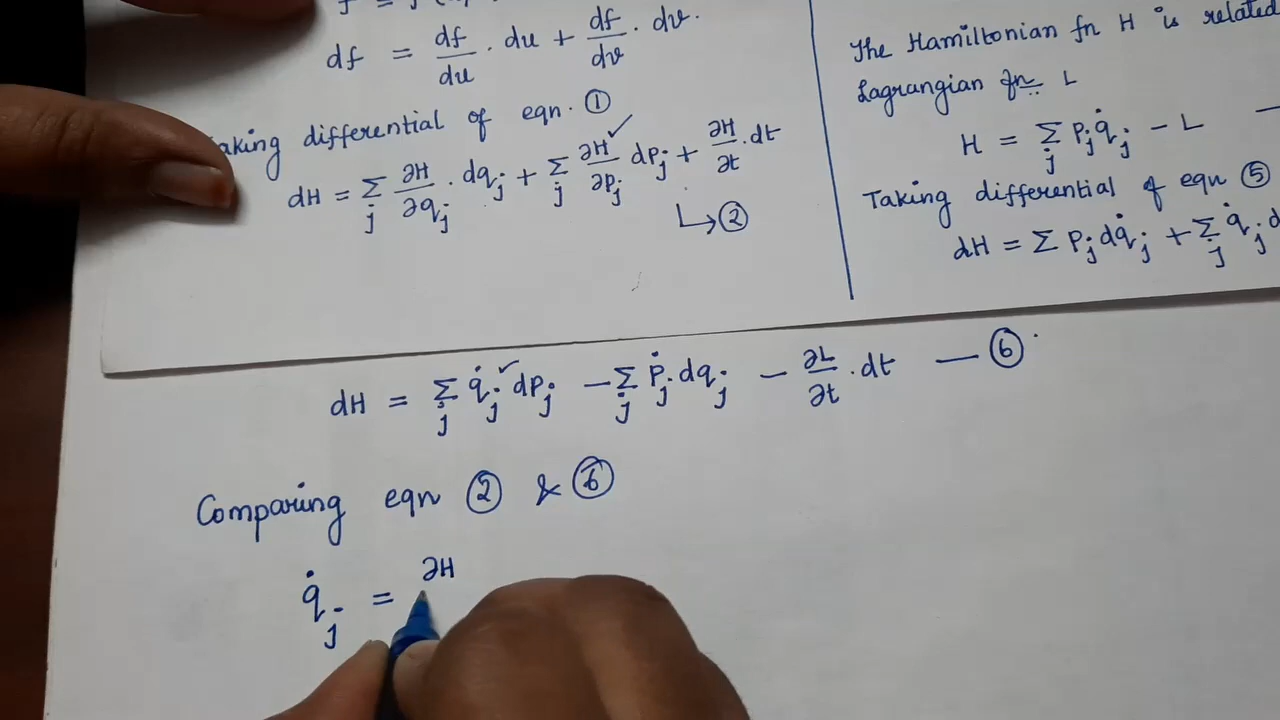 df = df/du . du + df/dv . dv.
Taking differential of eqn. ①
dH = Σ_j ∂H/∂q_j . dq_j + Σ_j ∂H/∂p_j dp_j + ∂H/∂t . dt
↳ ②
The Hamiltonian fn H is related
Lagrangian fn L
H = Σ_j p_j q̇_j − L —
Taking differential of eqn ⑤
dH = Σ p_j dq̇_j + Σ_j q̇_j d
dH = Σ_j q̇_j dp_j − Σ_j ṗ_j dq_j − ∂L/∂t . dt — ⑥
Comparing eqn ② & ⑥
q̇_j = ∂H